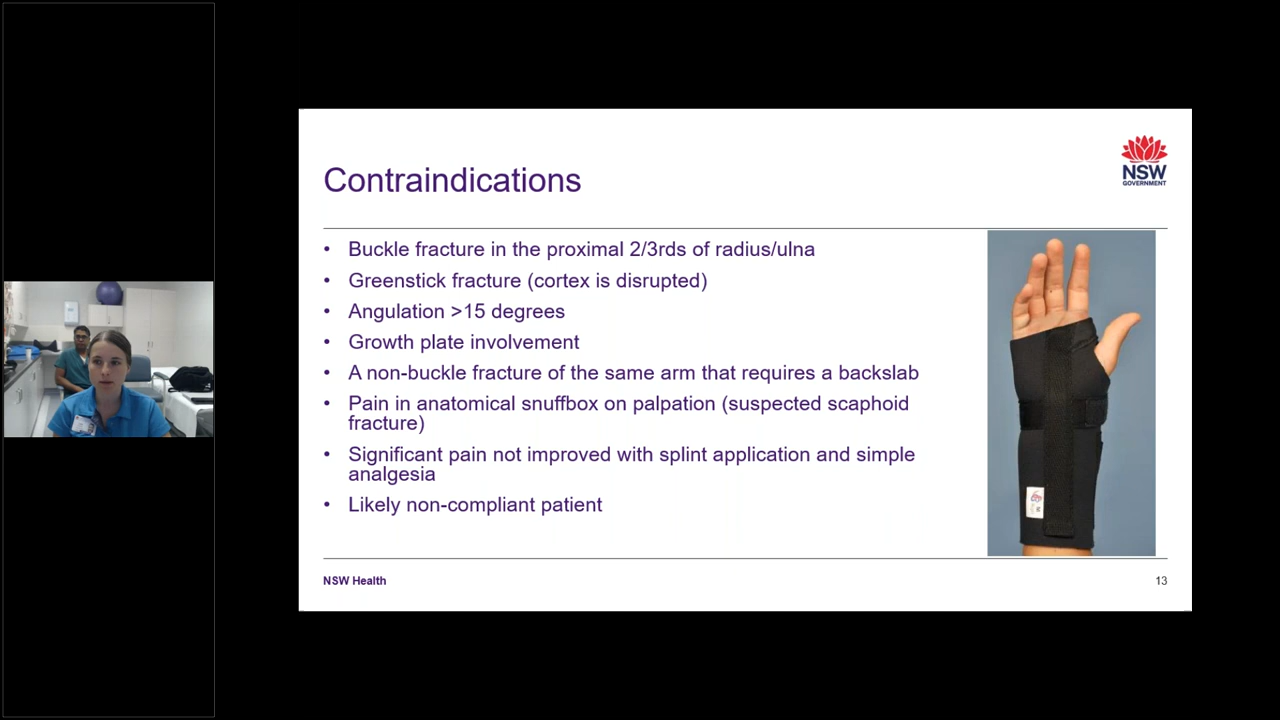 Contraindications
NSW
GOVERNMENT
• Buckle fracture in the proximal 2/3rds of radius/ulna
• Greenstick fracture (cortex is disrupted)
• Angulation >15 degrees
• Growth plate involvement
• A non-buckle fracture of the same arm that requires a backslab
• Pain in anatomical snuffbox on palpation (suspected scaphoid
fracture)
• Significant pain not improved with splint application and simple
analgesia
• Likely non-compliant patient
NSW Health
13